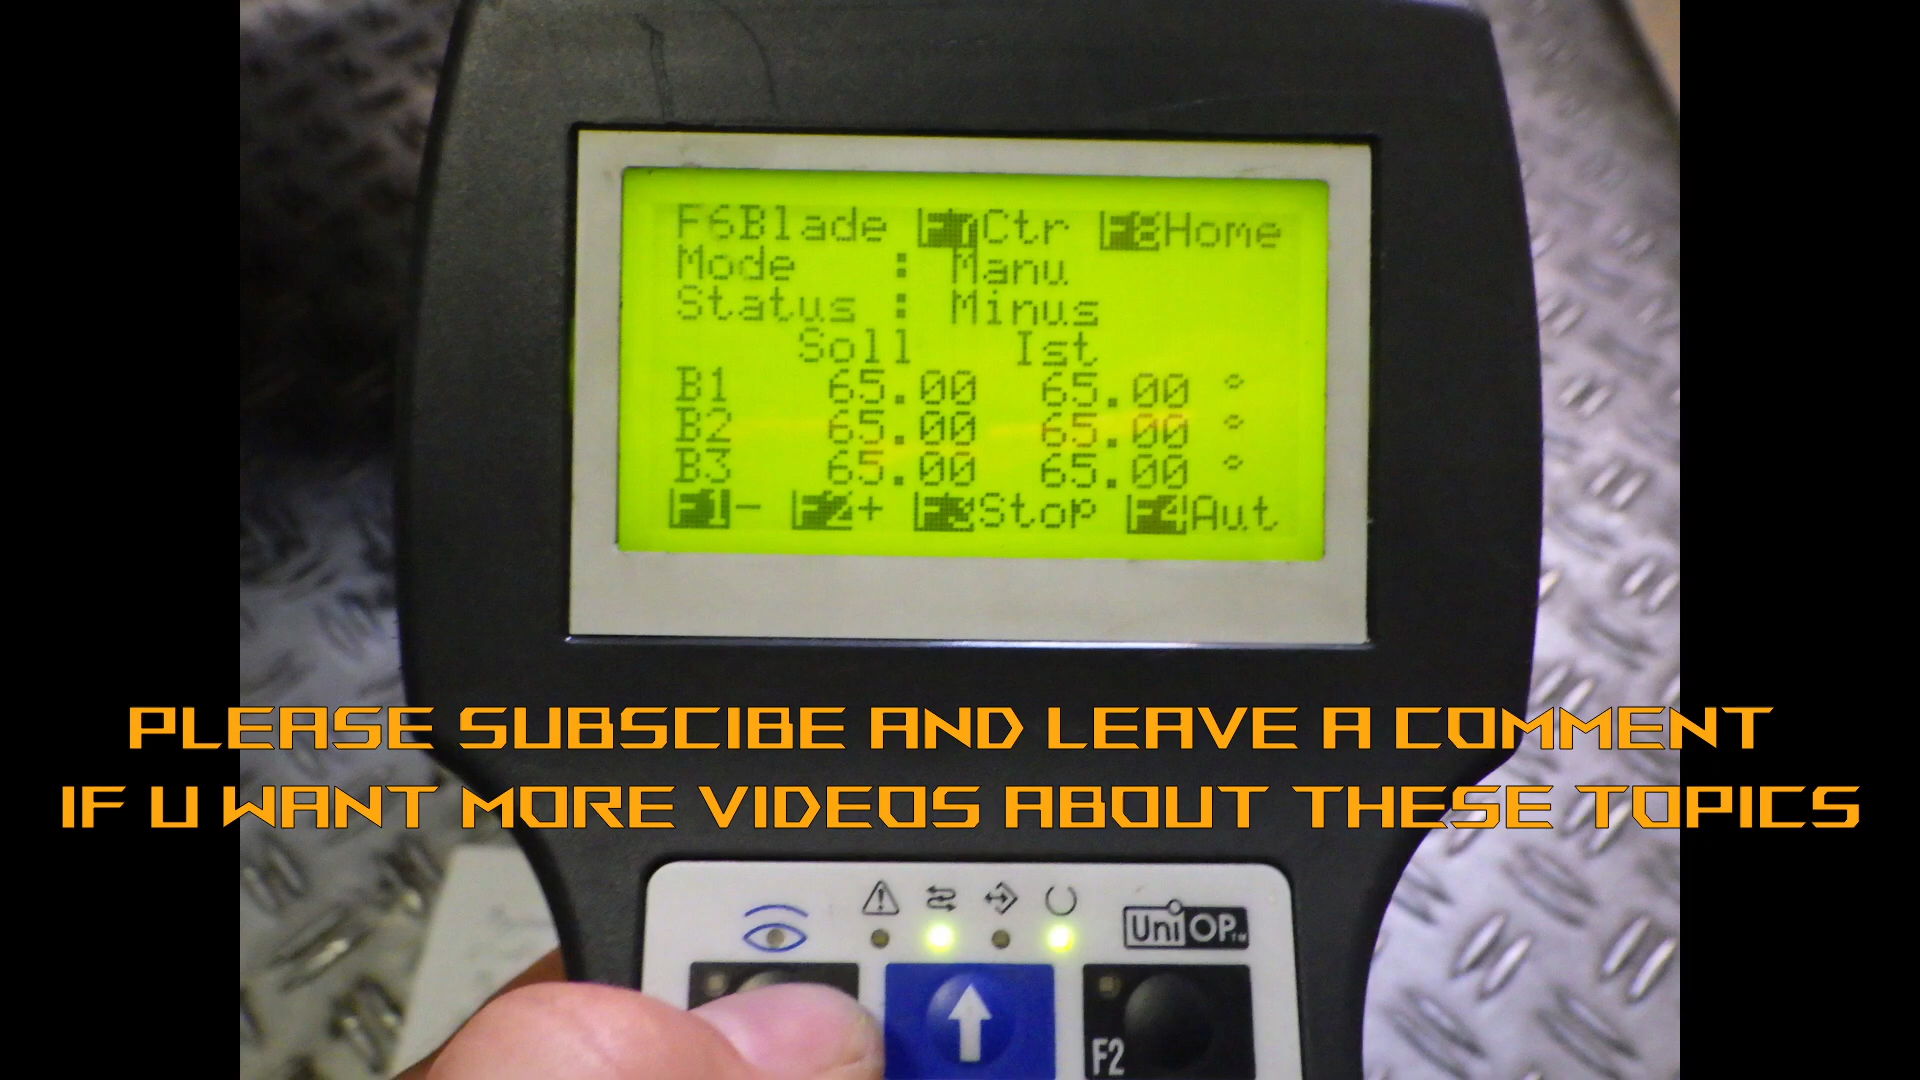 F6Blade F7Ctr F8Home
Mode : Manu
Status : Minus
Soll Ist
B1 65.00 65.00 °
B2 65.00 65.00 °
B3 65.00 65.00 °
F1- F2+ F3Stop F4Aut
PLEASE SUBSCIBE AND LEAVE A COMMENT
IF U WANT MORE VIDEOS ABOUT THESE TOPICS
UniOP™
F2